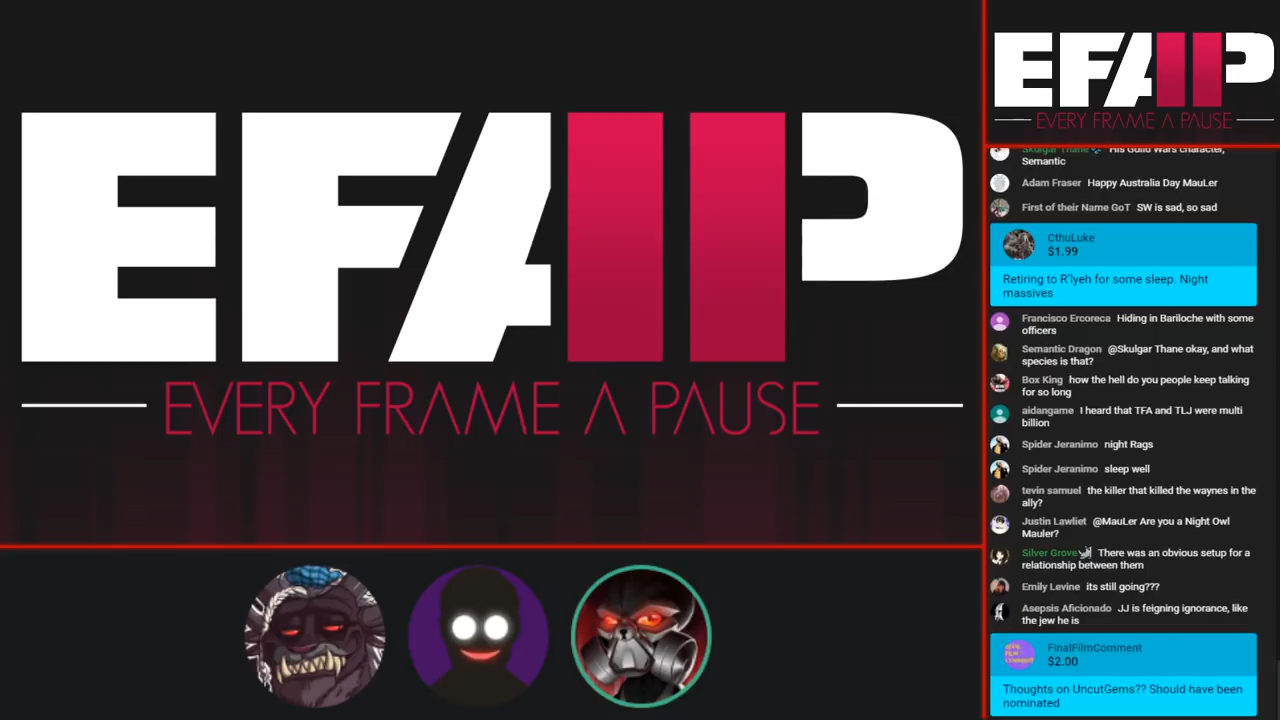 EFAP
EVERY FRAME A PAUSE
EFAP
EVERY FRAME A PAUSE
Skulgar Thane His Guild Wars character,
Semantic
Adam Fraser Happy Australia Day MauLer
First of their Name GoT SW is sad, so sad
CthuLuke
$1.99
Retiring to R'lyeh for some sleep. Night
massives
Francisco Ercoreca Hiding in Bariloche with some
officers
Semantic Dragon @Skulgar Thane okay, and what
species is that?
Box King how the hell do you people keep talking
for so long
aidangame I heard that TFA and TLJ were multi
billion
Spider Jeranimo night Rags
Spider Jeranimo sleep well
tevin samuel the killer that killed the waynes in the
ally?
Justin Lawliet @MauLer Are you a Night Owl
Mauler?
Silver Grove There was an obvious setup for a
relationship between them
Emily Levine its still going???
Asepsis Aficionado JJ is feigning ignorance, like
the jew he is
FinalFilmComment
$2.00
Thoughts on UncutGems?? Should have been
nominated